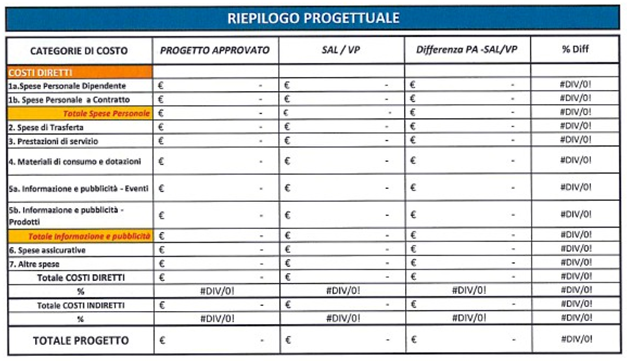 RIEPILOGO PROGETTUALE
CATEGORIE DI COSTO PROGETTO APPROVATO SAL / VP Differenza PA -SAL/VP % Diff
COSTI DIRETTI
1a.Spese Personale Dipendente € - € - € - #DIV/0!
1b. Spese Personale a Contratto € - € - € - #DIV/0!
Totale Spese Personale € - € - € - #DIV/0!
2. Spese di Trasferta € - € - € - #DIV/0!
3. Prestazioni di servizio € - € - € - #DIV/0!
4. Materiali di consumo e dotazioni € - € - € - #DIV/0!
5a. Informazione e pubblicità - Eventi € - € - € - #DIV/0!
5b. Informazione e pubblicità -
Prodotti € - € - € - #DIV/0!
Totale Informazione e pubblicità € - € - € - #DIV/0!
6. Spese assicurative € - € - € - #DIV/0!
7. Altre spese € - € - € - #DIV/0!
Totale COSTI DIRETTI € - € - € - #DIV/0!
% #DIV/0! #DIV/0! #DIV/0! #DIV/0!
Totale COSTI INDIRETTI € - € - € - #DIV/0!
% #DIV/0! #DIV/0! #DIV/0! #DIV/0!
TOTALE PROGETTO € - € - € - #DIV/0!